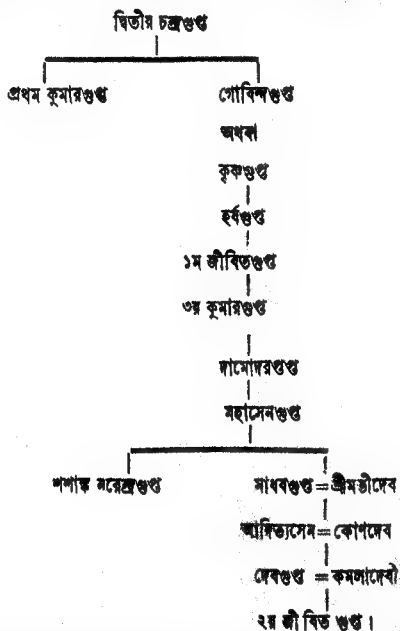 দ্বিতীয় চন্দ্রগুপ্ত
প্রথম কুমারগুপ্ত গোবিন্দগুপ্ত
অথবা
কৃষ্ণগুপ্ত
হর্ষগুপ্ত
১ম জীবিতগুপ্ত
৩য় কুমারগুপ্ত
দামোদরগুপ্ত
মহাসেনগুপ্ত
শশাঙ্ক নরেন্দ্রগুপ্ত মাধবগুপ্ত = শ্রীমতীদেব
আদিত্যসেন = কোণদেব
দেবগুপ্ত = কমলাদেবী
২য় জীবিত গুপ্ত।